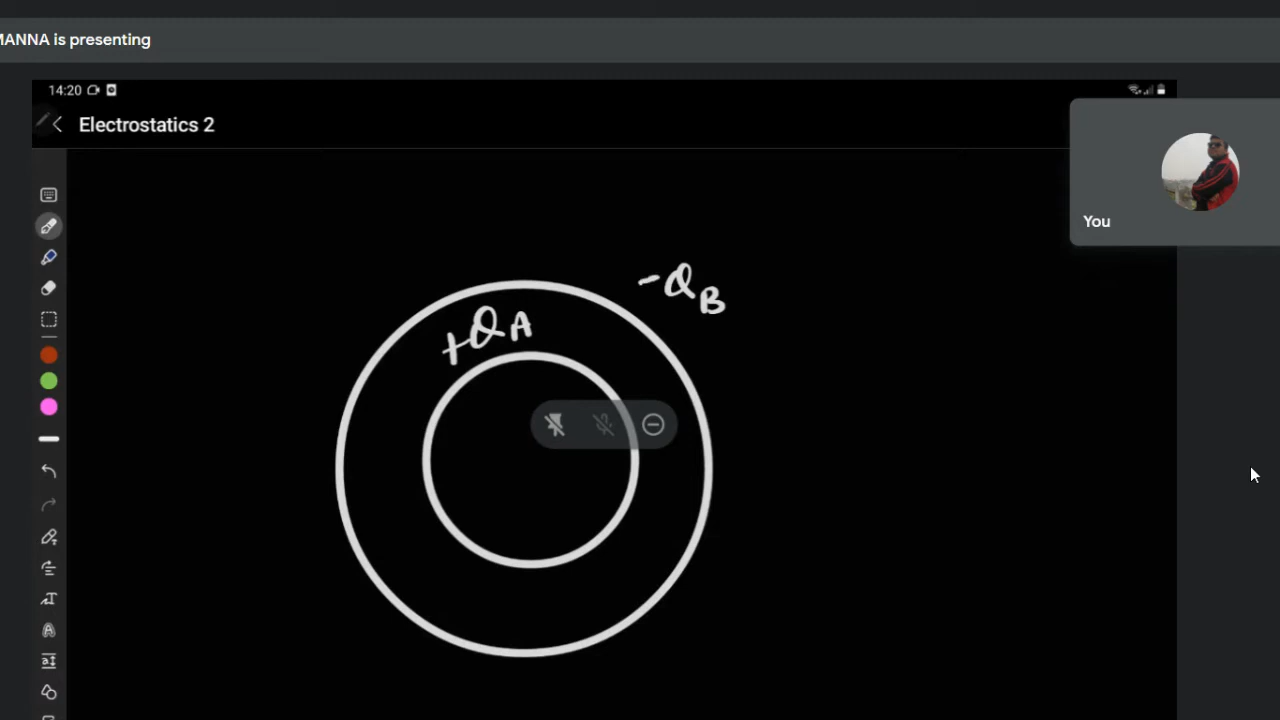 MANNA is presenting
14:20
Electrostatics 2
You
-QB
+QA